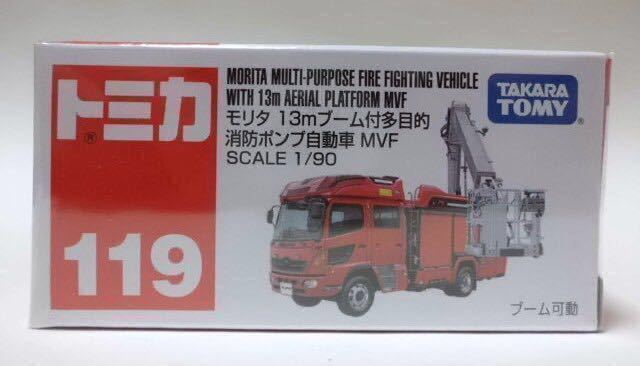 トミカ
®
119
MORITA MULTI-PURPOSE FIRE FIGHTING VEHICLE
WITH 13m AERIAL PLATFORM MVF
モリタ 13mブーム付多目的
消防ポンプ自動車 MVF
SCALE 1/90
TAKARA
TOMY®
ブーム可動